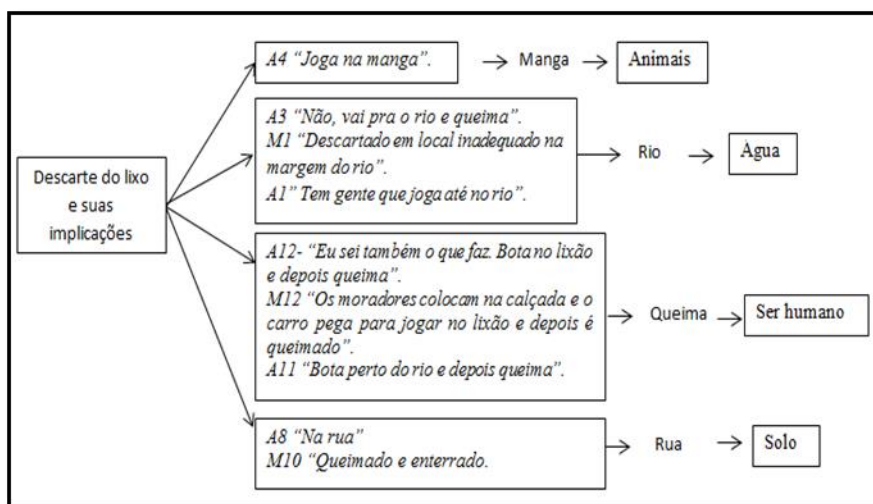 A4 “Joga na manga”.
Manga
Animais
A3 “Não, vai pra o rio e queima”.
M1 “Descartado em local inadequado na
margem do rio”.
A1” Tem gente que joga até no rio”.
Rio
Agua
Descarte do lixo
e suas
implicações
A12- “Eu sei também o que faz. Bota no lixão
e depois queima”.
M12 “Os moradores colocam na calçada e o
carro pega para jogar no lixão e depois é
queimado”.
A11 “Bota perto do rio e depois queima”.
Queima
Ser humano
A8 “Na rua”
M10 “Queimado e enterrado.
Rua
Solo